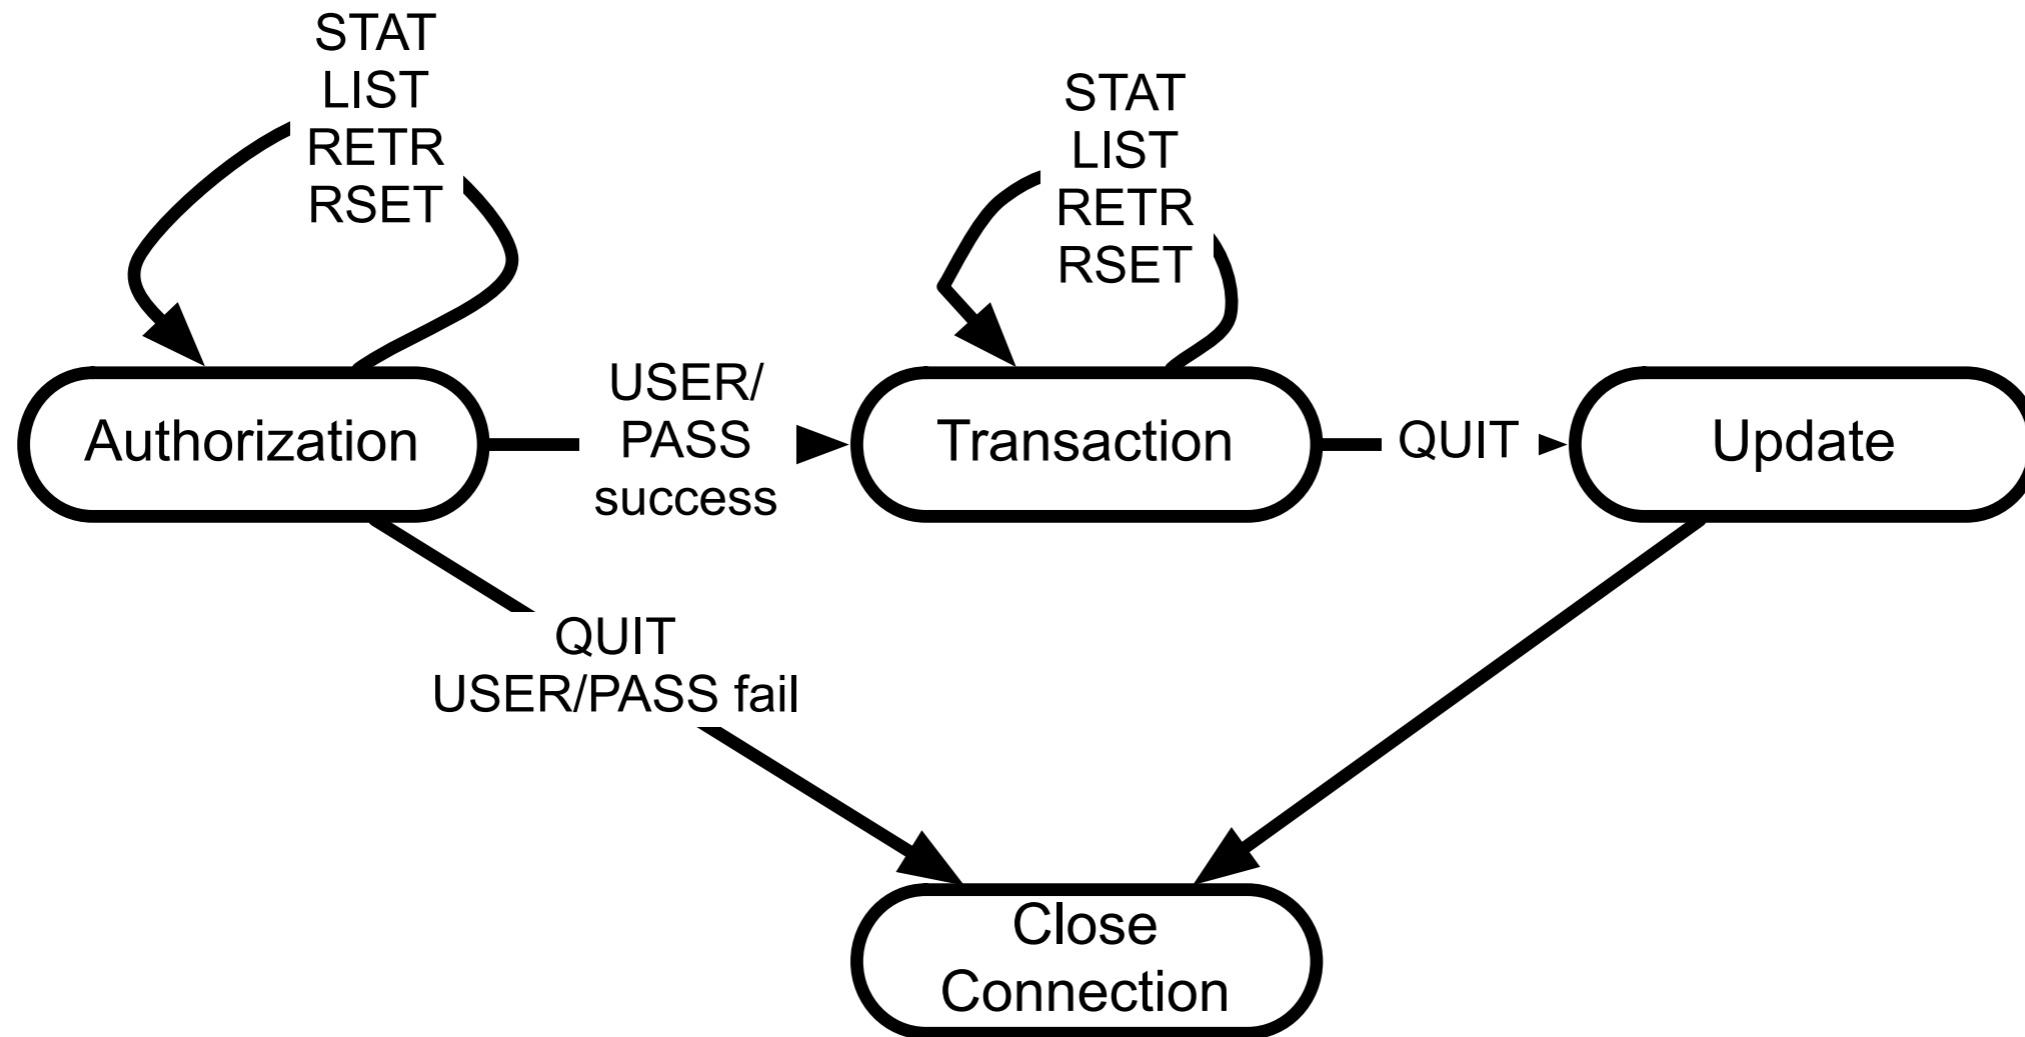 STAT
LIST
RETR
RSET
STAT
LIST
RETR
RSET
Authorization
USER/
PASS
success
Transaction
QUIT
Update
QUIT
USER/PASS fail
Close
Connection